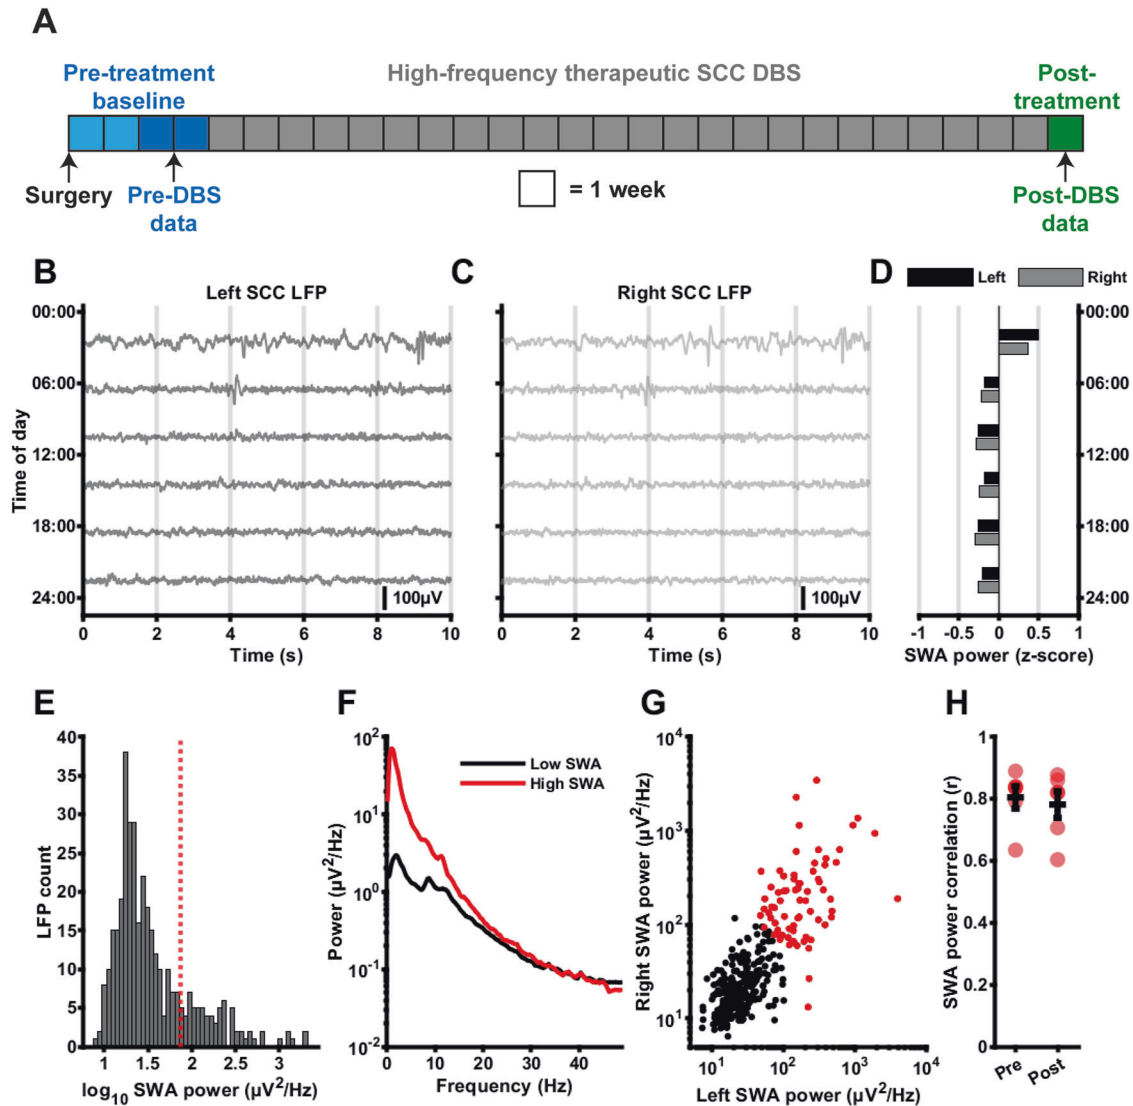 A
Pre-treatment
baseline
High-frequency therapeutic SCC DBS
Post-
treatment
Surgery
Pre-DBS
data
= 1 week
Post-DBS
data
B
Left SCC LFP
C
Right SCC LFP
D
Left
Right
Time of day
00:00
06:00
12:00
18:00
24:00
100µV
0 2 4 6 8 10
Time (s)
100µV
0 2 4 6 8 10
Time (s)
00:00
06:00
12:00
18:00
24:00
-1 -0.5 0 0.5 1
SWA power (z-score)
E
LFP count
40
35
30
25
20
15
10
5
0
1 1.5 2 2.5 3
log₁₀ SWA power (µV²/Hz)
F
Power (µV²/Hz)
10²
10¹
10⁰
10⁻¹
10⁻²
Low SWA
High SWA
0 10 20 30 40
Frequency (Hz)
G
Right SWA power (µV²/Hz)
10⁴
10³
10²
10¹
10¹ 10² 10³ 10⁴
Left SWA power (µV²/Hz)
H
SWA power correlation (r)
1
0.8
0.6
0.4
0.2
0
Pre Post